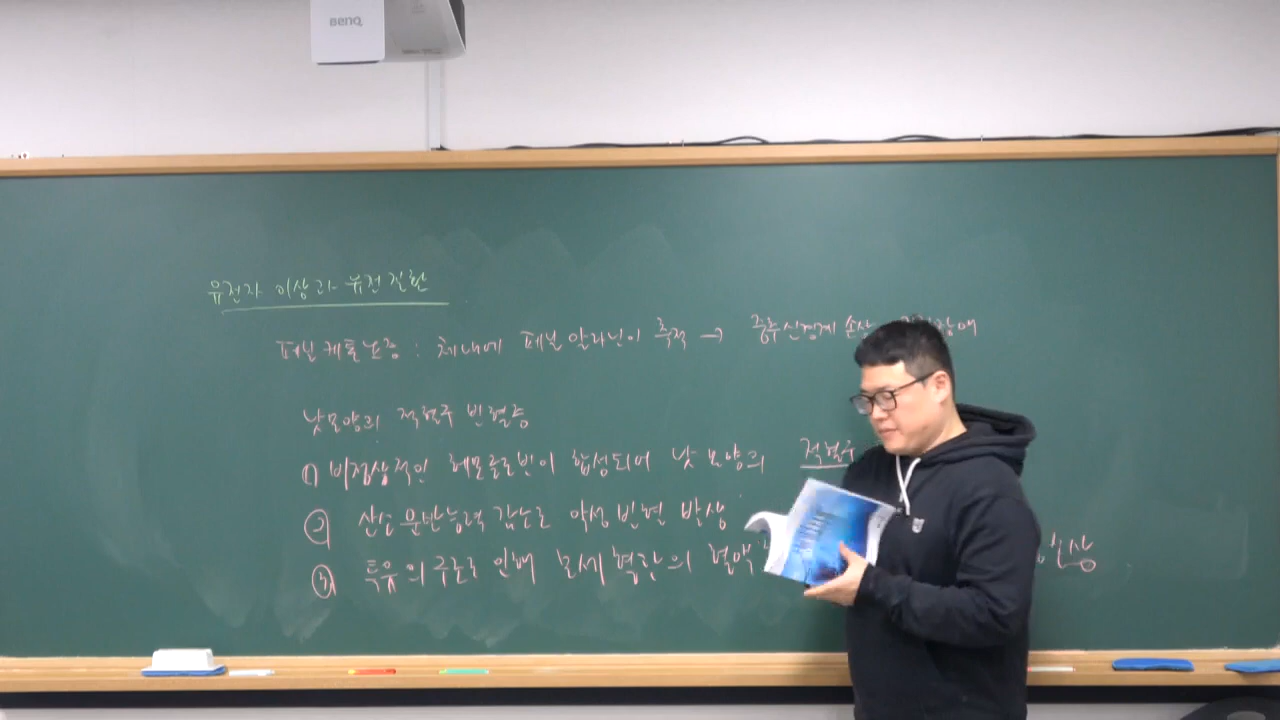 BenQ
유전자 이상과 유전 질환
페닐케톤뇨증 : 체내에 페닐알라닌이 축적 → 중추신경계 손상
낫모양의 적혈구 빈혈증
① 비정상적인 헤모글로빈이 합성되어 낫 모양의 적혈구
② 산소 운반능력 감소로 악성 빈혈 발생
③ 특유의 구조로 인해 모세 혈관의 혈액 손상